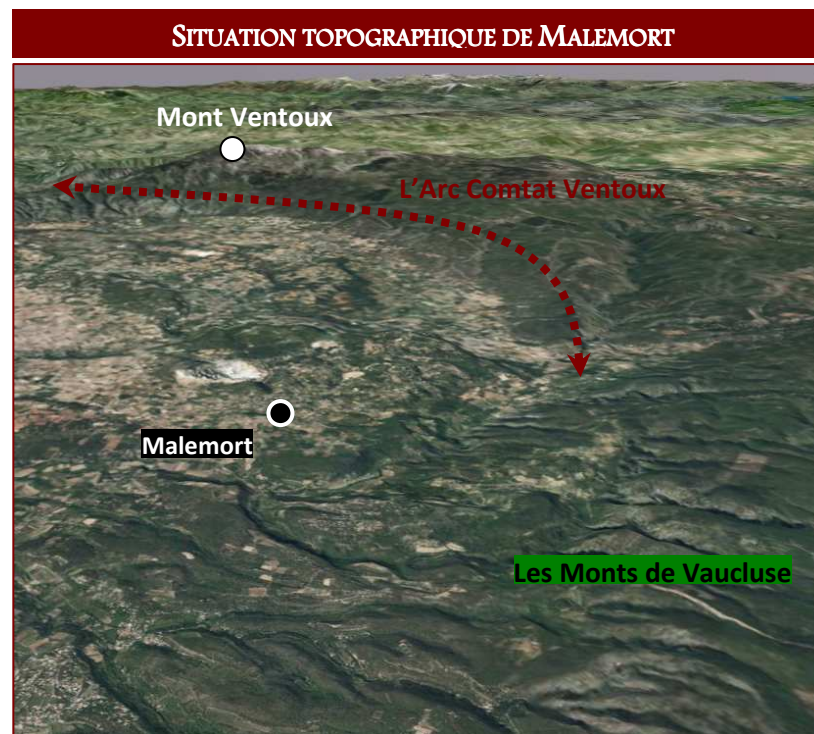 SITUATION TOPOGRAPHIQUE DE MALEMORT
Mont Ventoux
L'Arc Comtat Ventoux
Malemort
Les Monts de Vaucluse